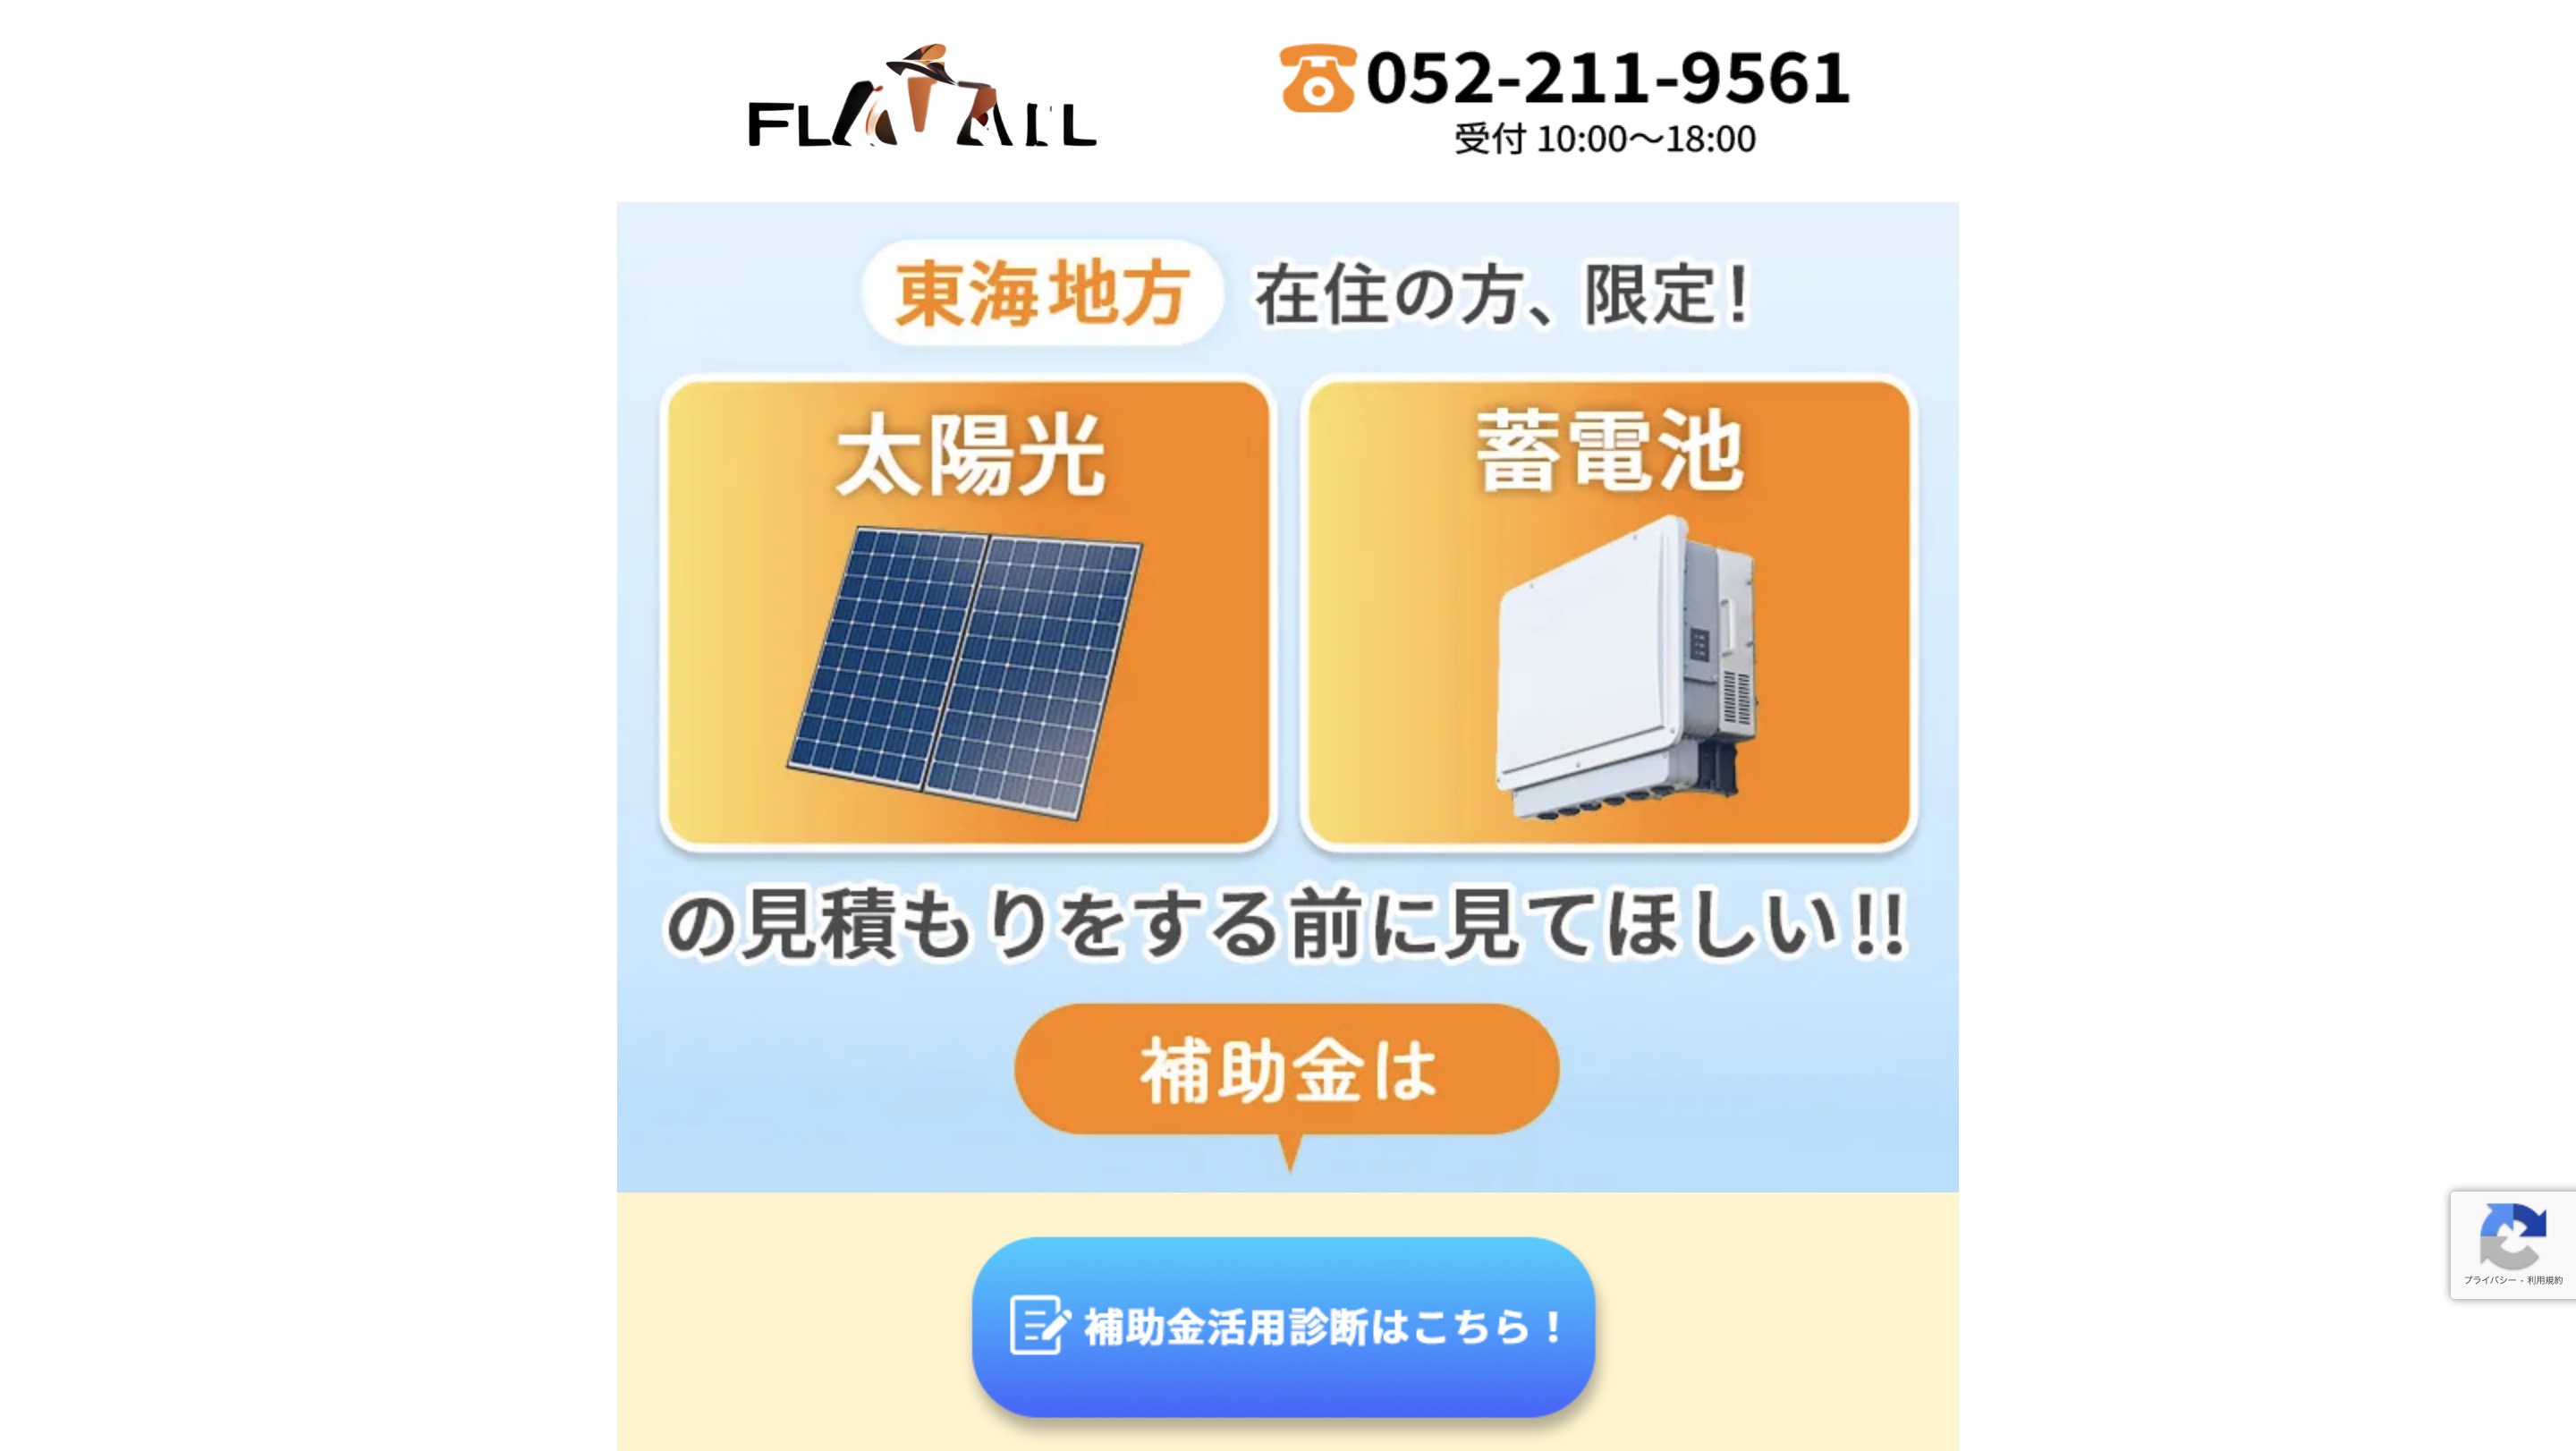 FLATAIL
052-211-9561
受付 10:00〜18:00
東海地方 在住の方、限定！
太陽光
蓄電池
の見積もりをする前に見てほしい!!
補助金は
補助金活用診断はこちら！
プライバシー - 利用規約